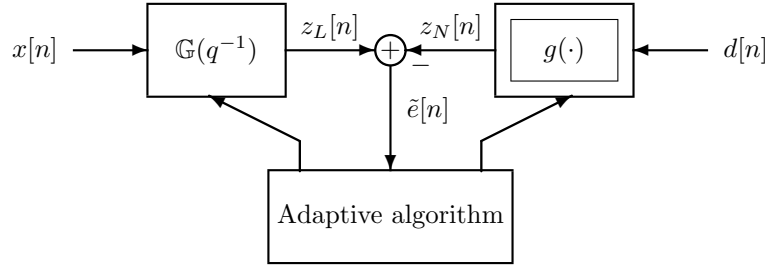 x[n] 𝔾(q⁻¹) z_L[n] + − z_N[n] g(·) d[n]
ẽ[n]
Adaptive algorithm